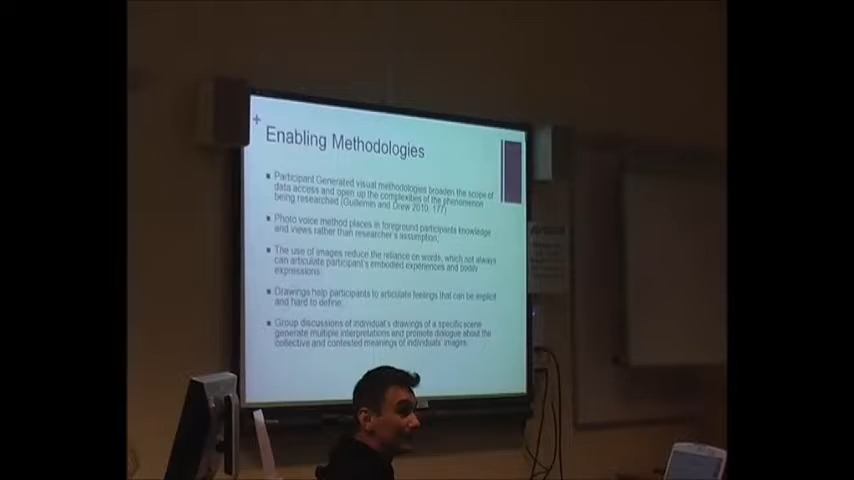 +
Enabling Methodologies
▪ Participant Generated visual methodologies broaden the scope of
data access and open up the complexities of the phenomenon
being researched (Guillemin and Drew 2010, 177)
▪ Photo voice method places in foreground participants knowledge
and views rather than researcher's assumption;
▪ The use of images reduce the reliance on words, which not always
can articulate participant's embodied experiences and bodily
expressions.
▪ Drawings help participants to articulate feelings that can be explicit
and hard to define;
▪ Group discussions of individual's drawings of a specific scene
generate multiple interpretations and promote dialogue about the
collective and contested meanings of individuals' images.